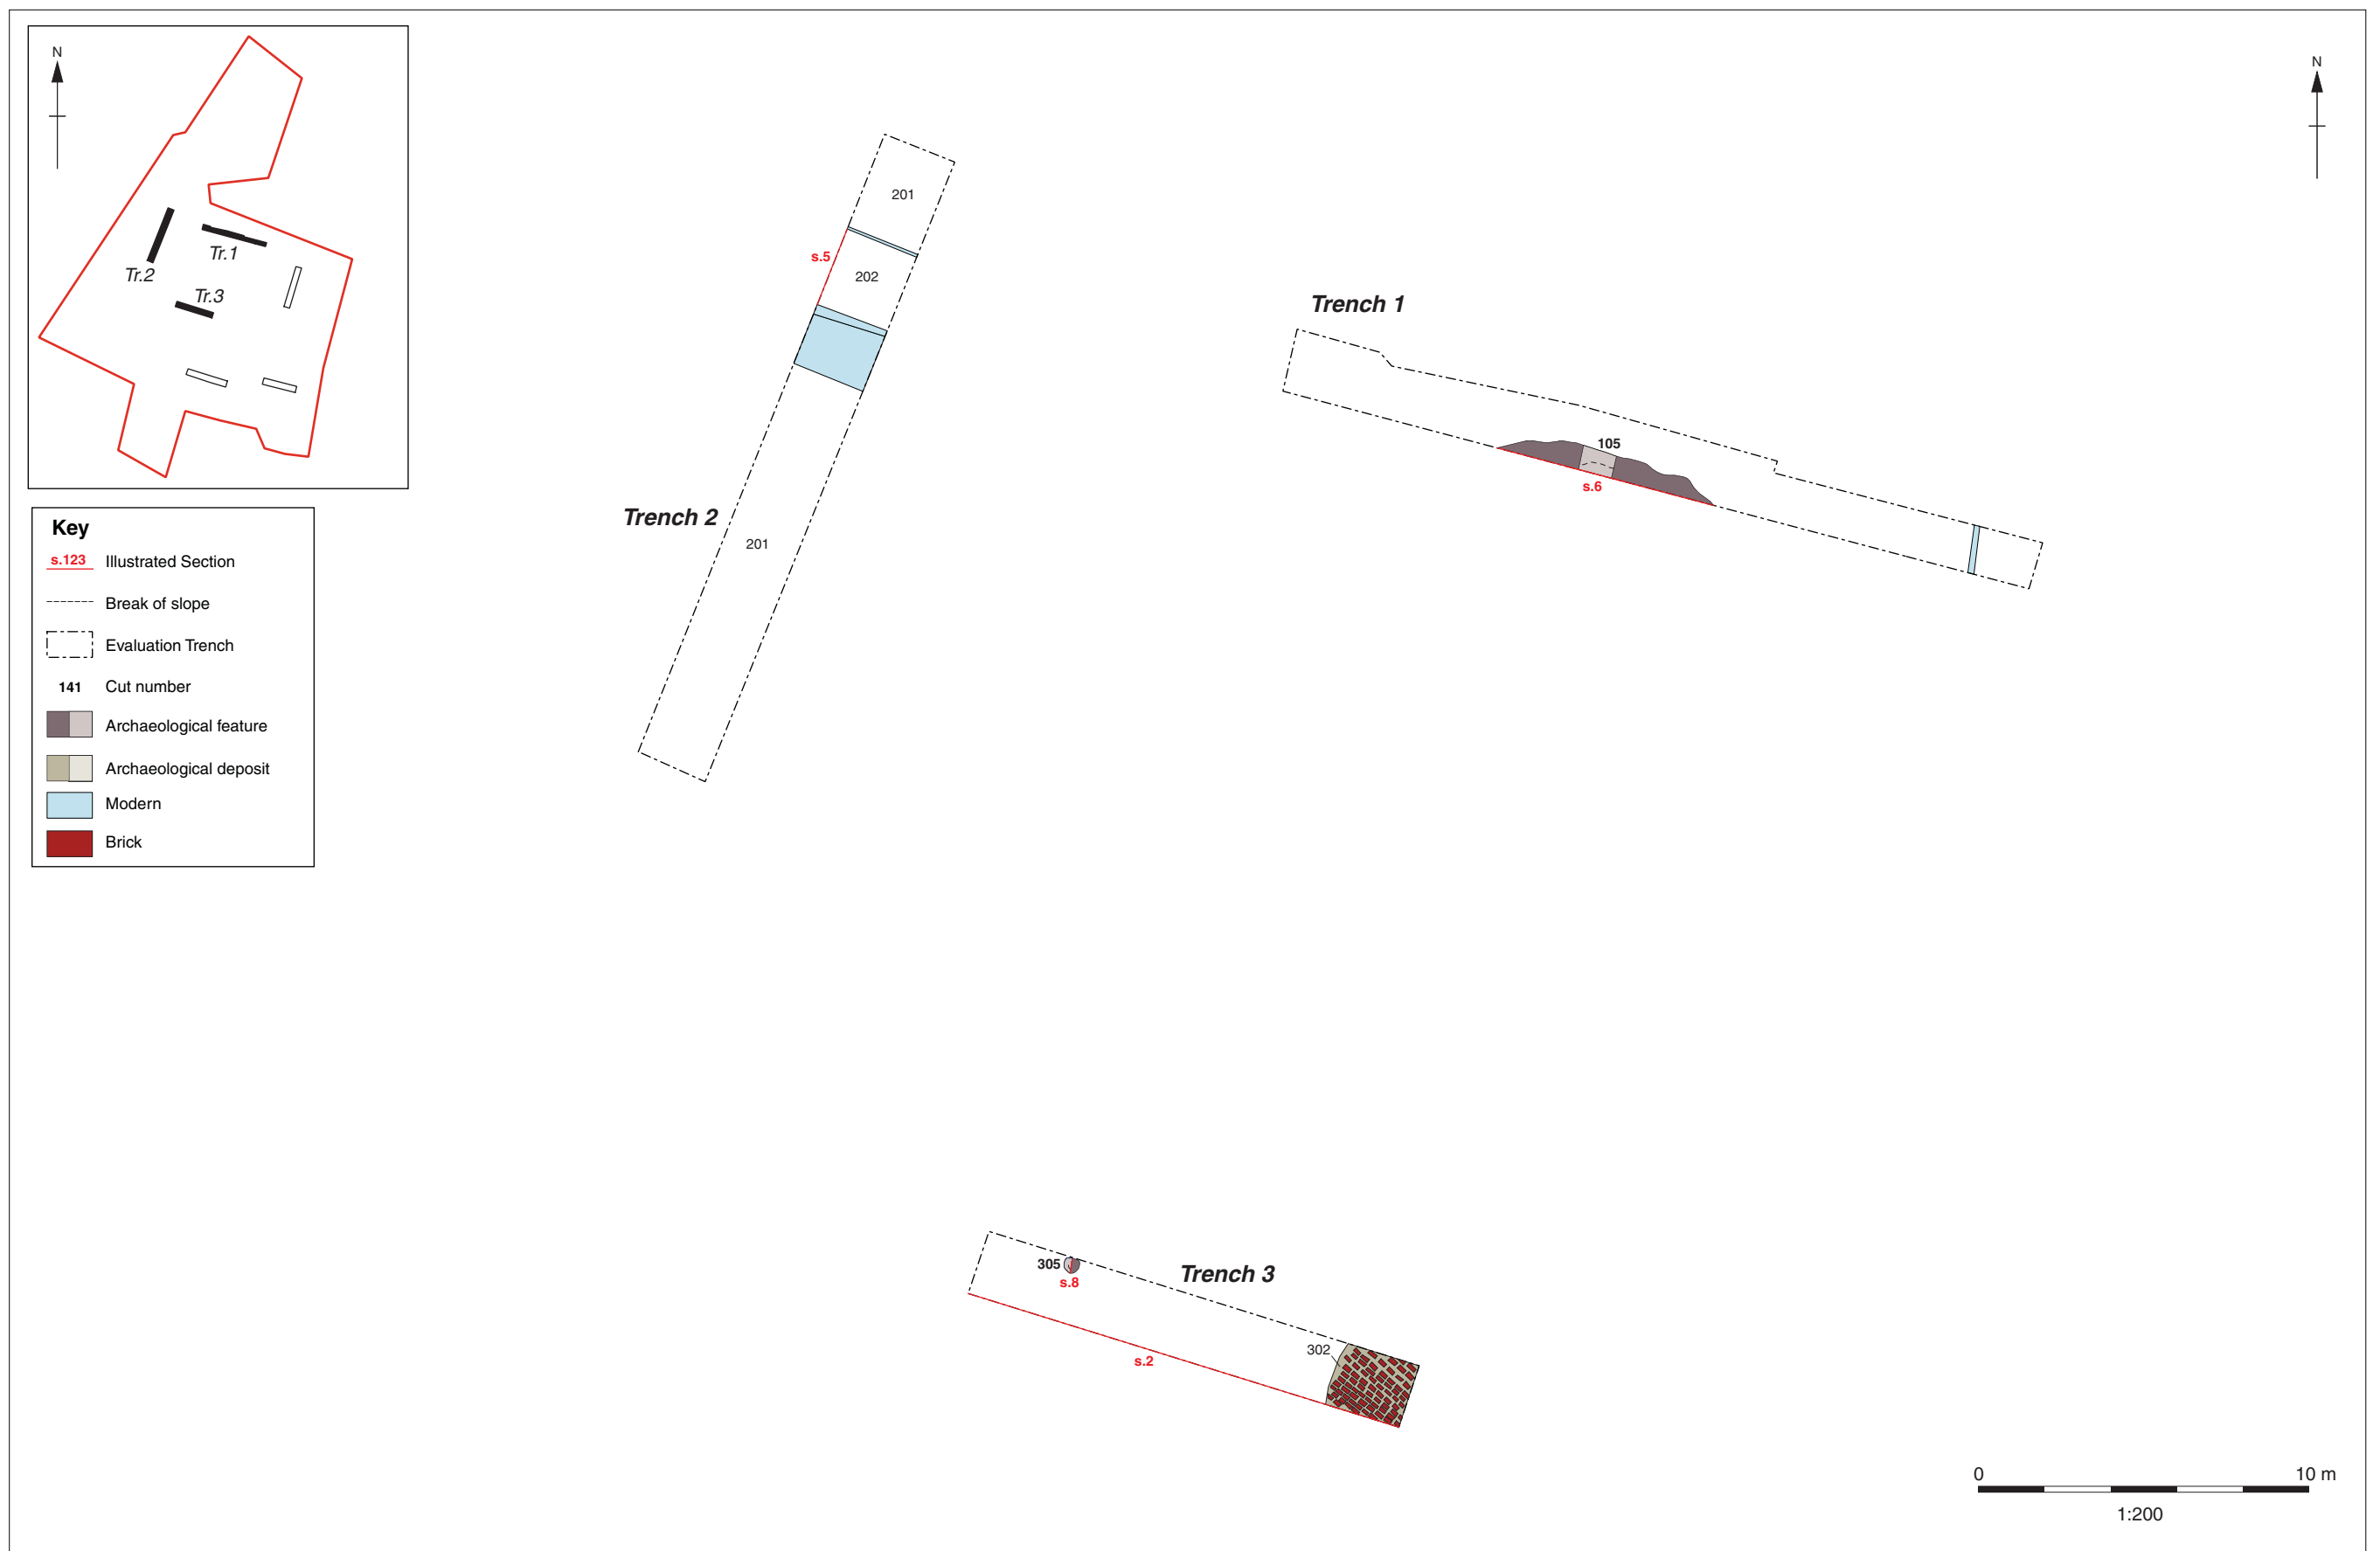 N
Tr.1
Tr.2
Tr.3
N
Key
s.123 Illustrated Section
Break of slope
Evaluation Trench
141 Cut number
Archaeological feature
Archaeological deposit
Modern
Brick
201
s.5
202
Trench 2
201
Trench 1
105
s.6
305
s.8
Trench 3
s.2
302
0 10 m
1:200